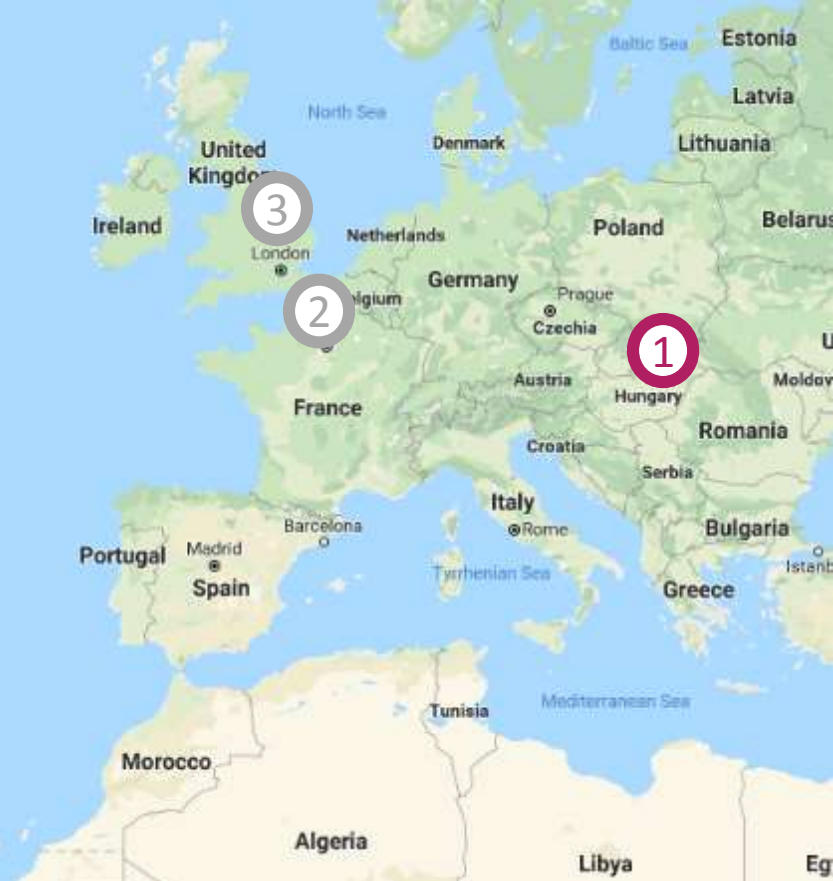 Baltic Sea
Estonia
North Sea
Latvia
Denmark
Lithuania
United
Kingdom
3
Ireland
Netherlands
Poland
Belarus
London
Germany
2
elgium
Prague
Czechia
1
U
Austria
Hungary
Moldov
France
Romania
Croatia
Serbia
Italy
Barcelona
Rome
Bulgaria
Portugal
Madrid
Istanb
Spain
Tyrrhenian Sea
Greece
Mediterranean Sea
Tunisia
Morocco
Algeria
Libya
Eg